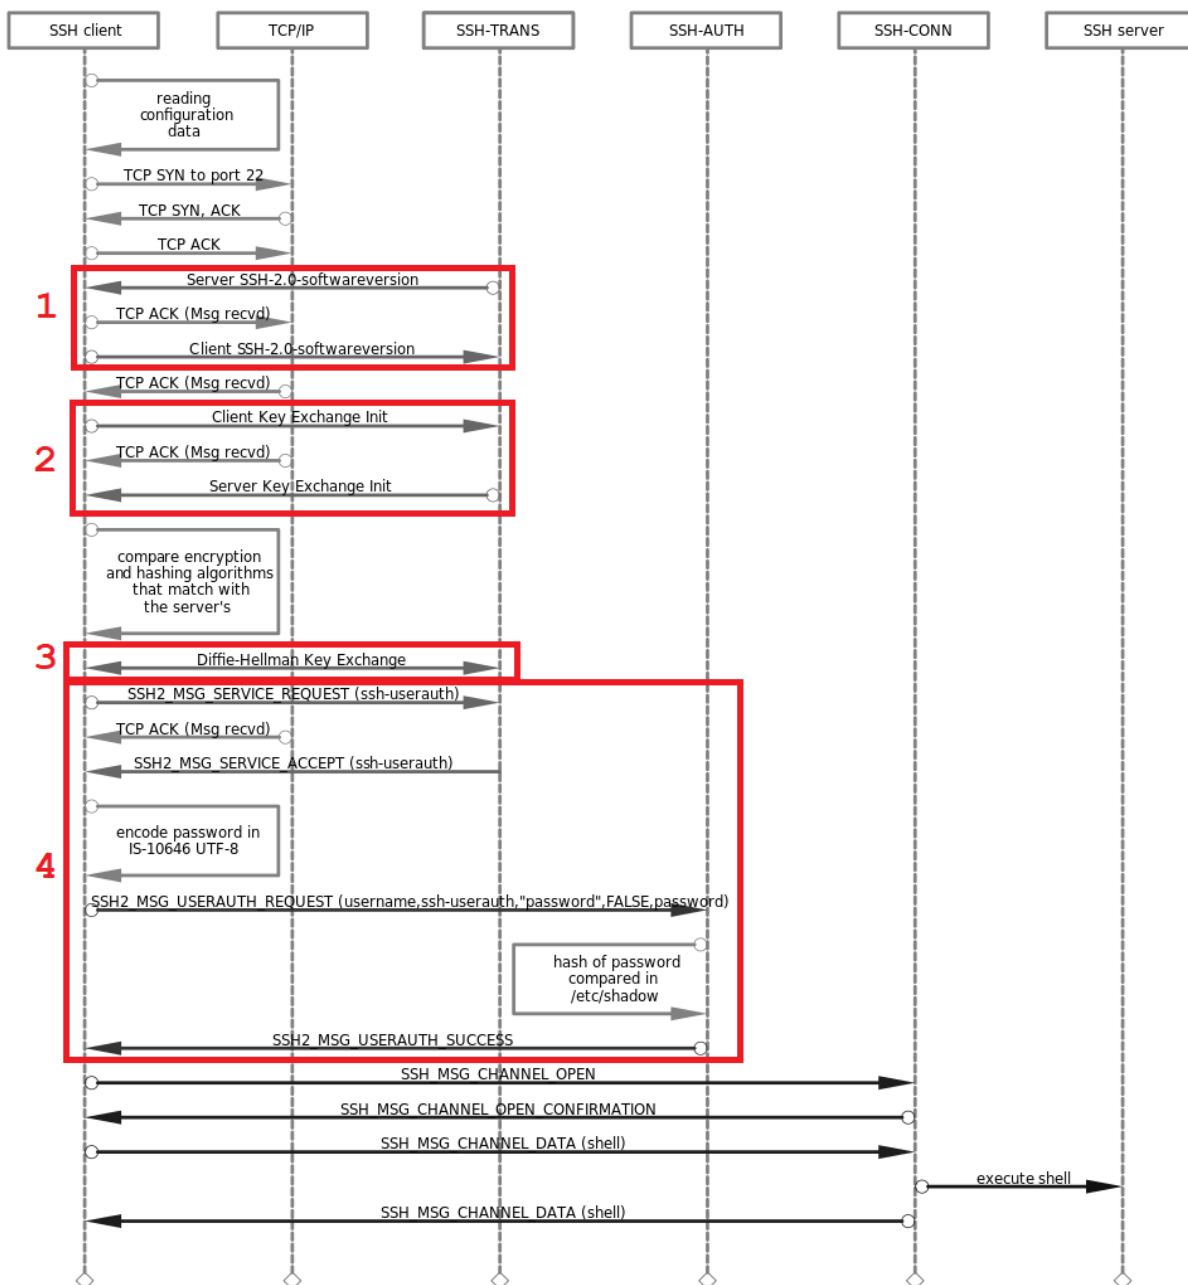 SSH client
TCP/IP
SSH-TRANS
SSH-AUTH
SSH-CONN
SSH server
reading
configuration
data
TCP SYN to port 22
TCP SYN, ACK
TCP ACK
1
Server SSH-2.0-softwareversion
TCP ACK (Msg recvd)
Client SSH-2.0-softwareversion
TCP ACK (Msg recvd)
2
Client Key Exchange Init
TCP ACK (Msg recvd)
Server Key Exchange Init
compare encryption
and hashing algorithms
that match with
the server's
3
Diffie-Hellman Key Exchange
SSH2_MSG_SERVICE_REQUEST (ssh-userauth)
TCP ACK (Msg recvd)
SSH2_MSG_SERVICE_ACCEPT (ssh-userauth)
4
encode password in
IS-10646 UTF-8
SSH2_MSG_USERAUTH_REQUEST (username,ssh-userauth,"password",FALSE,password)
hash of password
compared in
/etc/shadow
SSH2_MSG_USERAUTH_SUCCESS
SSH_MSG_CHANNEL_OPEN
SSH_MSG_CHANNEL_OPEN_CONFIRMATION
SSH_MSG_CHANNEL_DATA (shell)
execute shell
SSH_MSG_CHANNEL_DATA (shell)